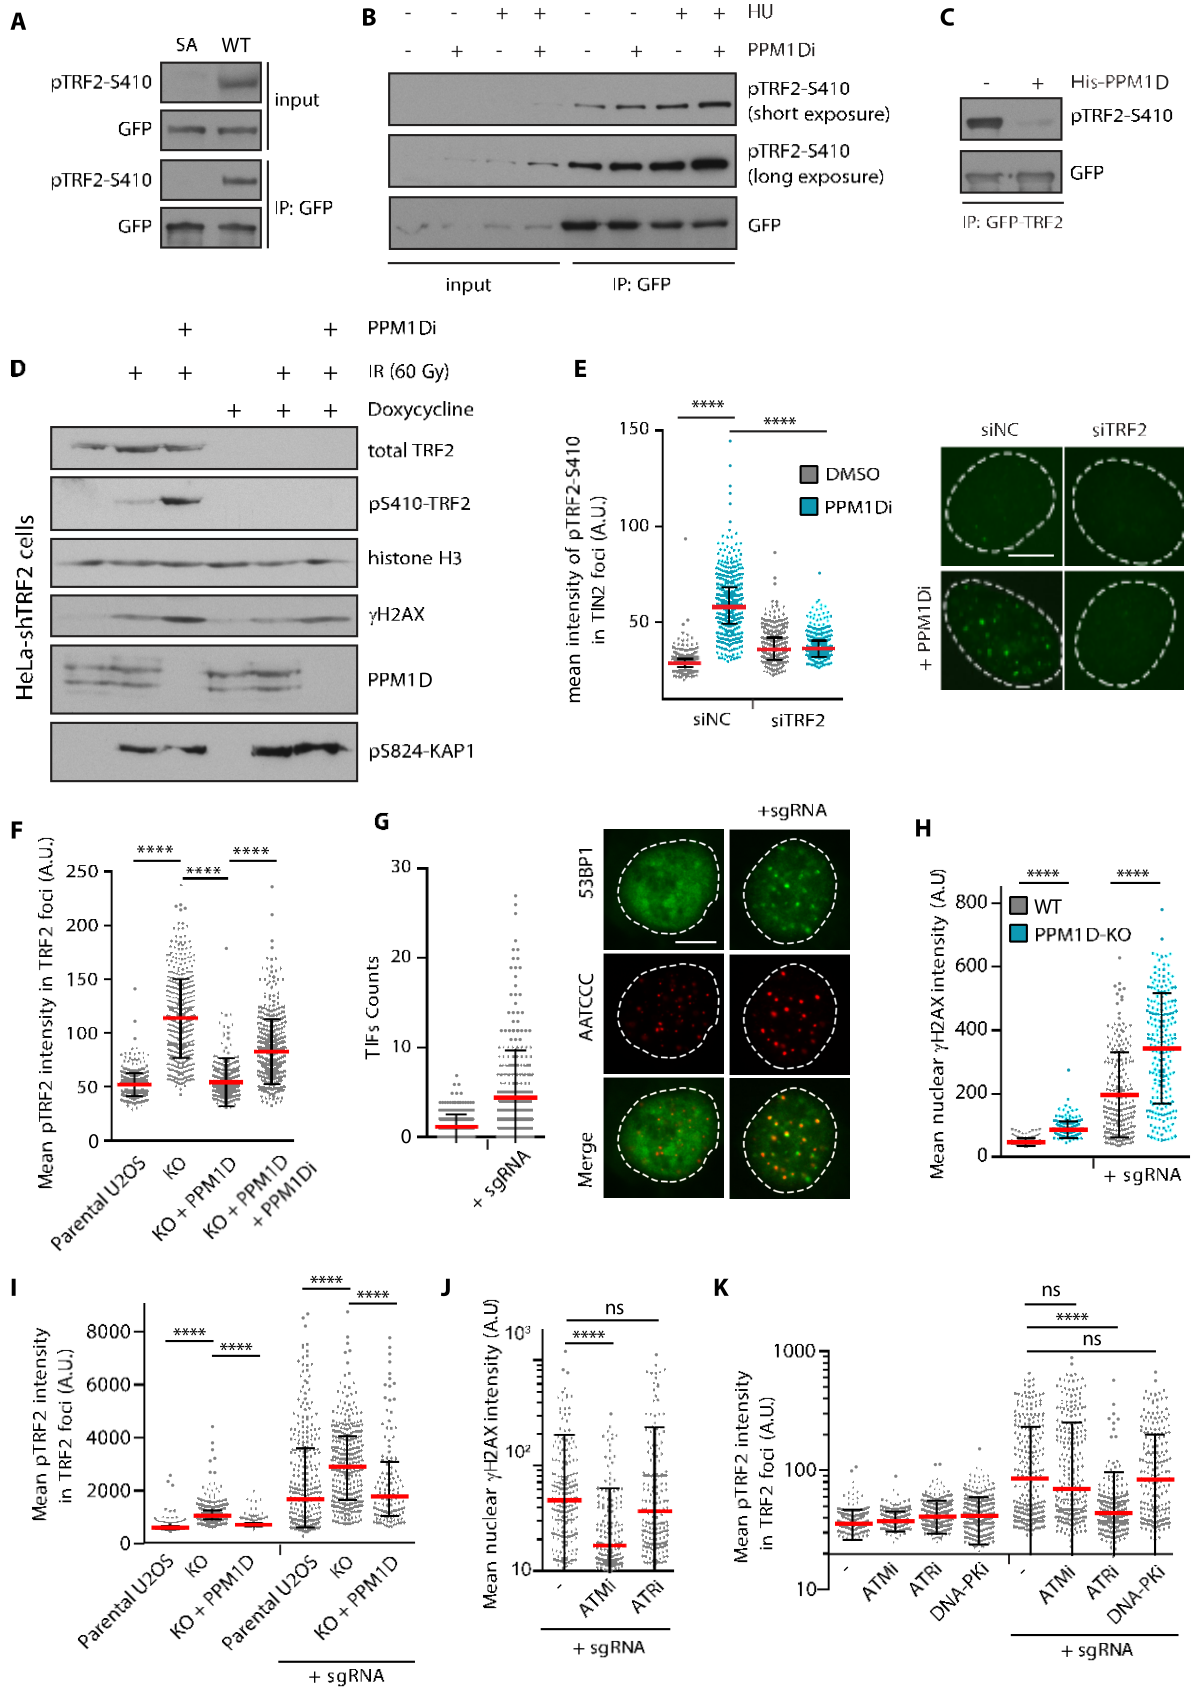 A
SA WT
pTRF2-S410
GFP
input
pTRF2-S410
GFP
IP: GFP
B
- - + + - - + + HU
- + - + - + - + PPM1Di
pTRF2-S410
(short exposure)
pTRF2-S410
(long exposure)
GFP
input IP: GFP
C
- + His-PPM1D
pTRF2-S410
GFP
IP: GFP-TRF2
D
+ + PPM1Di
+ + + + IR (60 Gy)
+ + + Doxycycline
HeLa-shTRF2 cells
total TRF2
pS410-TRF2
histone H3
γH2AX
PPM1D
pS824-KAP1
E
mean intensity of pTRF2-S410
in TIN2 foci (A.U.)
150
100
50
**** ****
DMSO
PPM1Di
siNC siTRF2
siNC siTRF2
+ PPM1Di
F
Mean pTRF2 intensity in TRF2 foci (A.U.)
250
200
150
100
50
0
**** **** ****
Parental U2OS
KO
KO + PPM1D
KO + PPM1D
+ PPM1Di
G
TIFs Counts
30
20
10
0
+ sgRNA
+sgRNA
53BP1
AATCCC
Merge
H
Mean nuclear γH2AX intensity (A.U)
800
600
400
200
0
**** ****
WT
PPM1D-KO
+ sgRNA
I
Mean pTRF2 intensity
in TRF2 foci (A.U.)
8000
6000
4000
2000
0
**** **** **** ****
Parental U2OS
KO
KO + PPM1D
Parental U2OS
KO
KO + PPM1D
+ sgRNA
J
Mean nuclear γH2AX intensity (A.U)
10³
10²
10
ns
****
-
ATMi
ATRi
+ sgRNA
K
Mean pTRF2 intensity
in TRF2 foci (A.U.)
1000
100
10
ns
****
ns
-
ATMi
ATRi
DNA-PKi
-
ATMi
ATRi
DNA-PKi
+ sgRNA